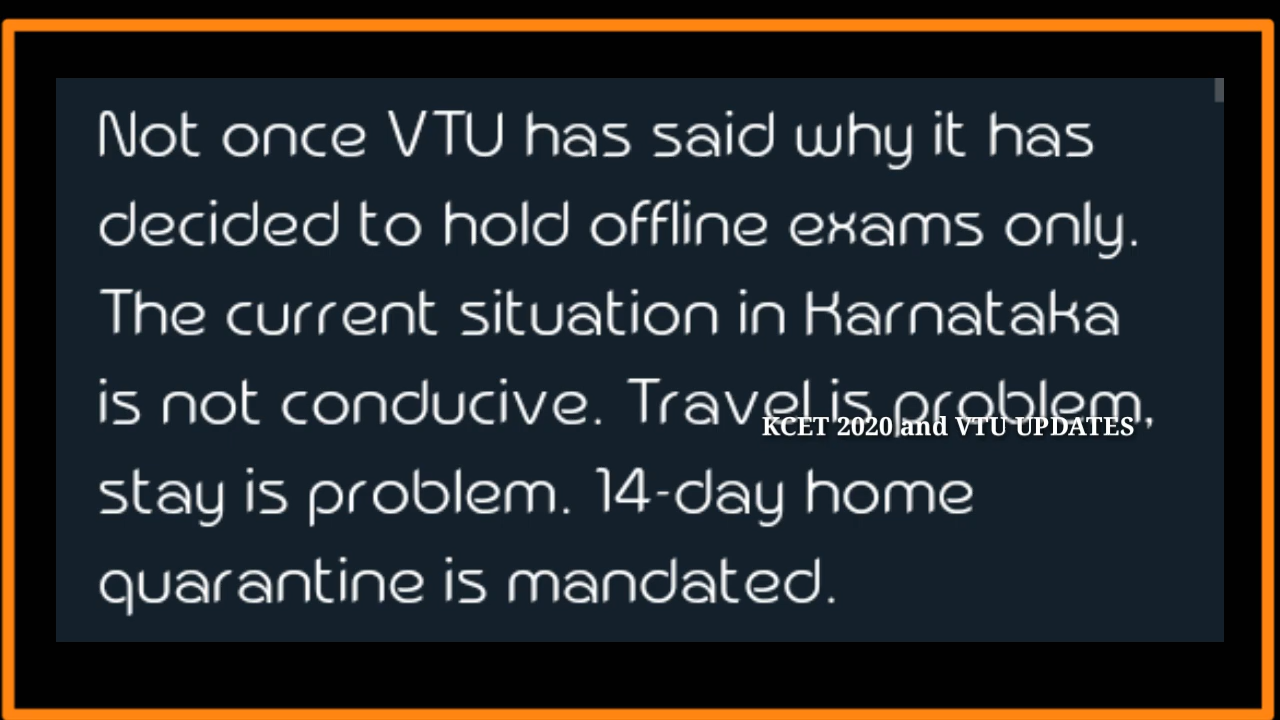 Not once VTU has said why it has
decided to hold offline exams only.
The current situation in Karnataka
is not conducive. Travel is problem,
KCET 2020 and VTU UPDATES
stay is problem. 14-day home
quarantine is mandated.